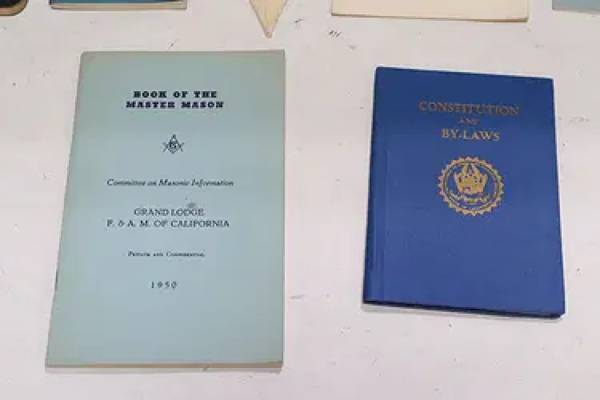 BOOK OF THE
MASTER MASON
Committee on Masonic Information
GRAND LODGE
F. & A. M. OF CALIFORNIA
PRIVATE AND CONFIDENTIAL
1950
CONSTITUTION
AND
BY-LAWS